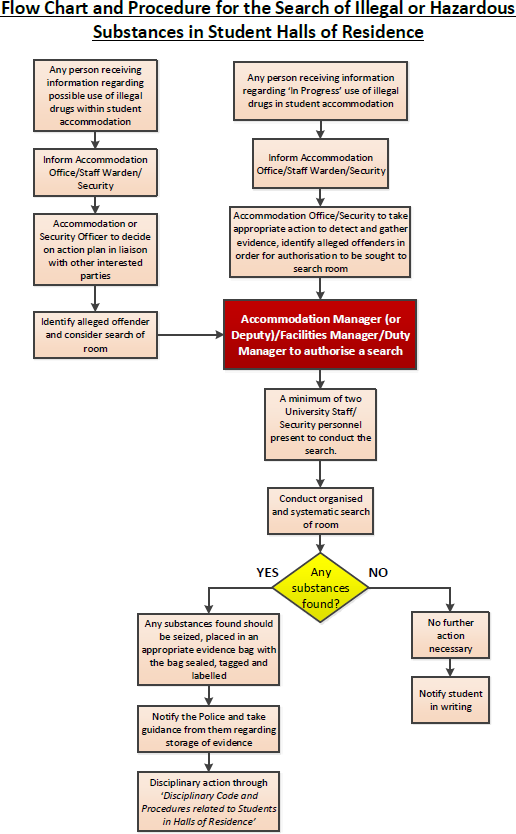 Flow Chart and Procedure for the Search of Illegal or Hazardous
Substances in Student Halls of Residence
Any person receiving
information regarding
possible use of illegal
drugs within student
accommodation
Inform Accommodation
Office/Staff Warden/
Security
Accommodation or
Security Officer to decide
on action plan in liaison
with other interested
parties
Identify alleged offender
and consider search of
room
Any person receiving information
regarding ‘In Progress’ use of illegal
drugs in student accommodation
Inform Accommodation
Office/Staff Warden/Security
Accommodation Office/Security to take
appropriate action to detect and gather
evidence, identify alleged offenders in
order for authorisation to be sought to
search room
Accommodation Manager (or
Deputy)/Facilities Manager/Duty
Manager to authorise a search
A minimum of two
University Staff/
Security personnel
present to conduct the
search.
Conduct organised
and systematic search
of room
Any
substances
found?
YES
NO
Any substances found should
be seized, placed in an
appropriate evidence bag with
the bag sealed, tagged and
labelled
Notify the Police and take
guidance from them regarding
storage of evidence
Disciplinary action through
‘Disciplinary Code and
Procedures related to Students
in Halls of Residence’
No further
action
necessary
Notify student
in writing